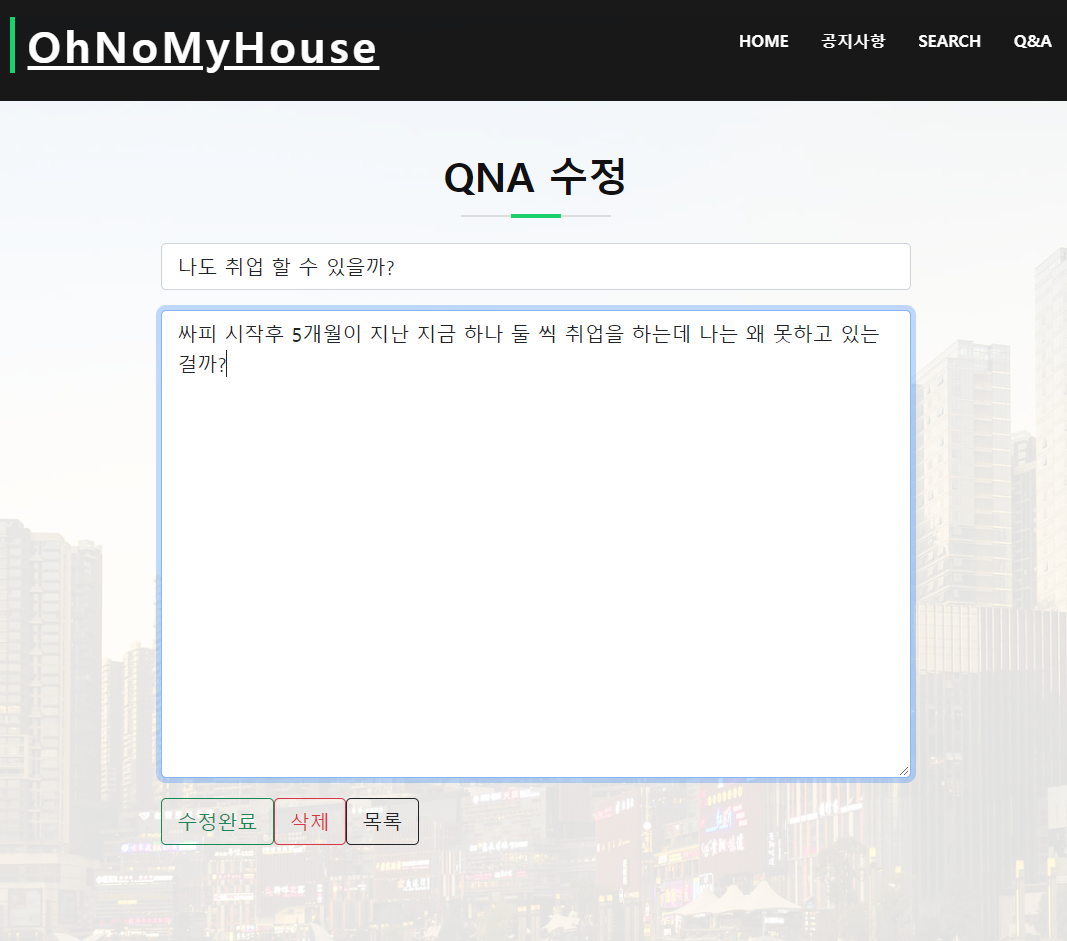 OhNoMyHouse
HOME 공지사항 SEARCH Q&A
QNA 수정
나도 취업 할 수 있을까?
싸피 시작후 5개월이 지난 지금 하나 둘 씩 취업을 하는데 나는 왜 못하고 있는
걸까?
수정완료 삭제 목록